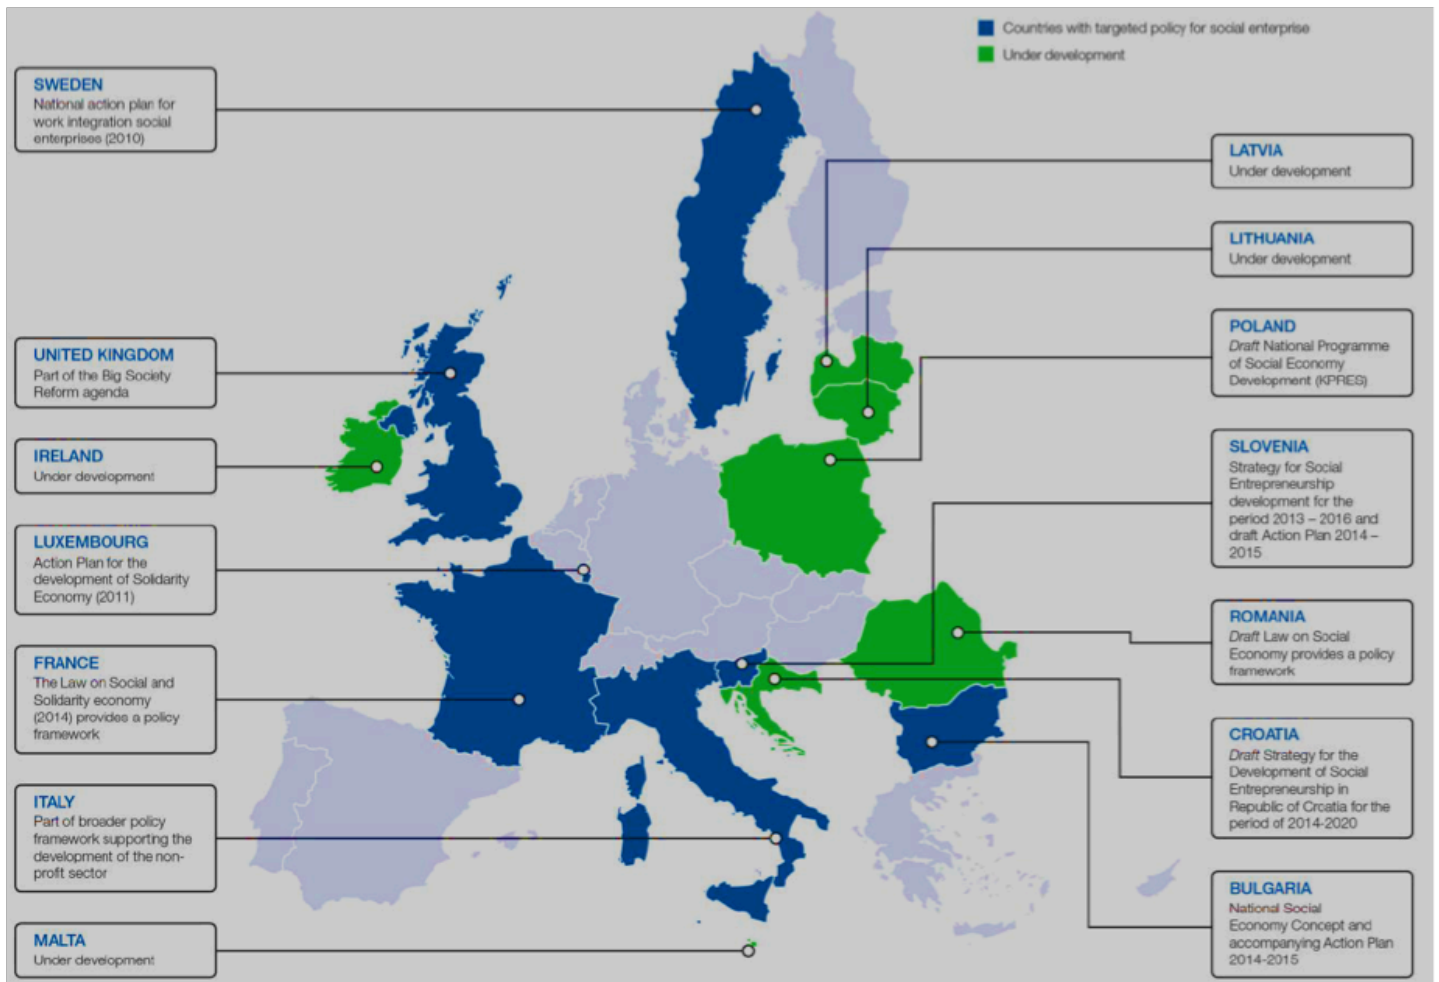 Countries with targeted policy for social enterprise
Under development
SWEDEN
National action plan for
work integration social
enterprises (2010)
UNITED KINGDOM
Part of the Big Society
Reform agenda
IRELAND
Under development
LUXEMBOURG
Action Plan for the
development of Solidarity
Economy (2011)
FRANCE
The Law on Social and
Solidarity economy
(2014) provides a policy
framework
ITALY
Part of broader policy
framework supporting the
development of the non-
proft sector
MALTA
Under development
LATVIA
Under development
LITHUANIA
Under development
POLAND
Draft National Programme
of Social Economy
Development (KPRES)
SLOVENIA
Strategy for Social
Entrepreneurship
development for the
period 2013 – 2016 and
draft Action Plan 2014 –
2015
ROMANIA
Draft Law on Social
Economy provides a policy
framework
CROATIA
Draft Strategy for the
Development of Social
Entrepreneurship in
Republic of Croatia for the
period of 2014-2020
BULGARIA
National Social
Economy Concept and
accompanying Action Plan
2014-2015